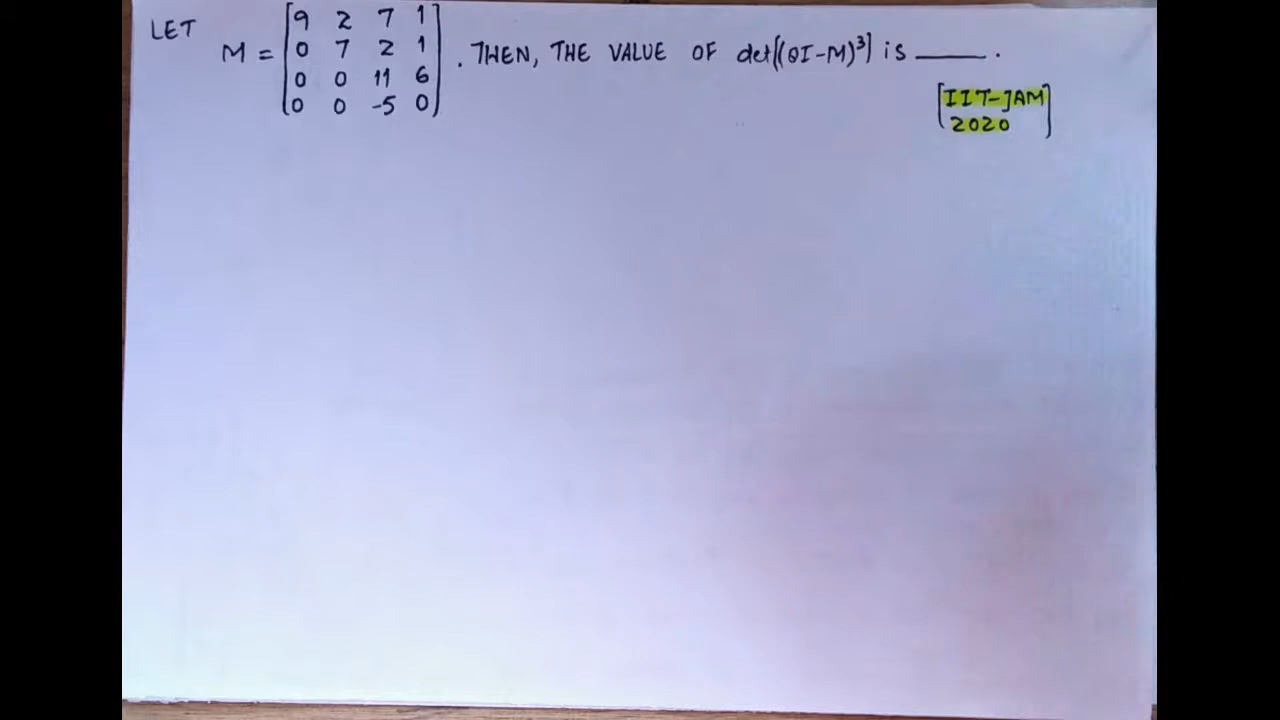 LET
M = [9 2 7 1
0 7 2 1
0 0 11 6
0 0 -5 0] . THEN, THE VALUE OF det((8I-M)³) is ____ .
[IIT-JAM
2020]